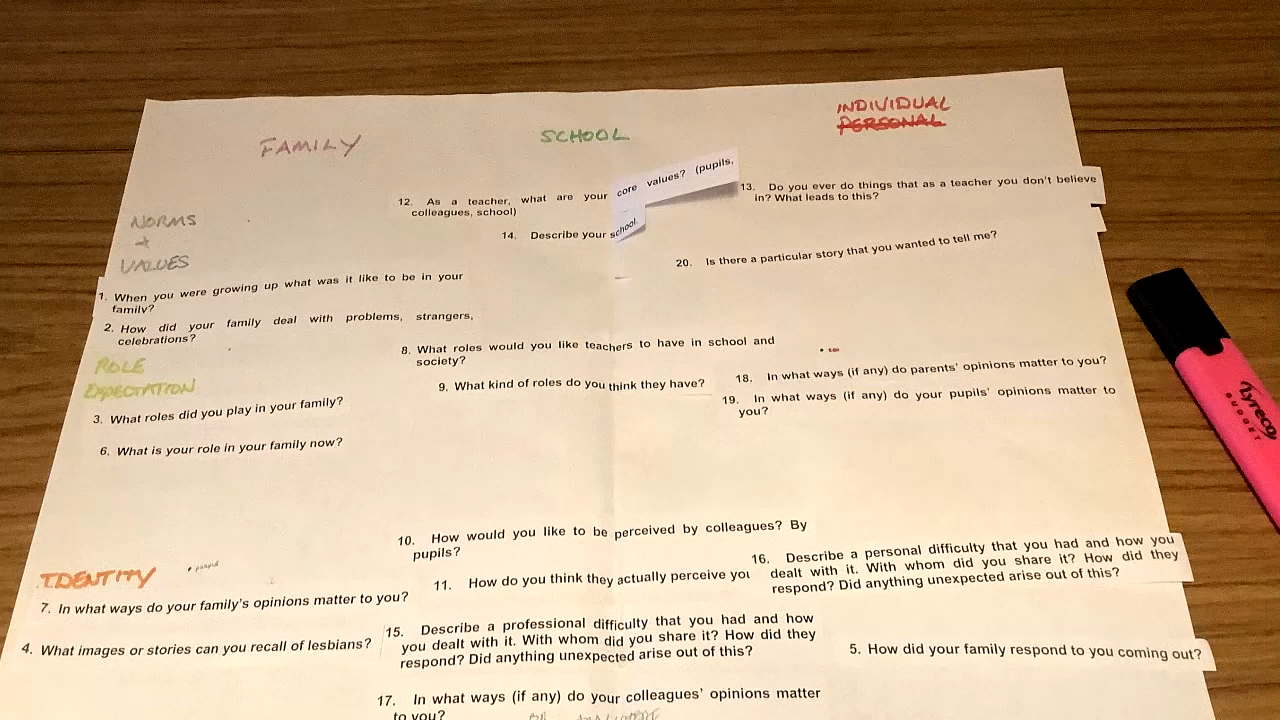 FAMILY
SCHOOL
INDIVIDUAL
PERSONAL
NORMS
+
VALUES
12. As a teacher, what are your core values? (pupils,
colleagues, school)
13. Do you ever do things that as a teacher you don't believe
in? What leads to this?
14. Describe your school.
20. Is there a particular story that you wanted to tell me?
1. When you were growing up what was it like to be in your
family?
2. How did your family deal with problems, strangers,
celebrations?
ROLE
EXPECTATION
8. What roles would you like teachers to have in school and
society?
9. What kind of roles do you think they have?
18. In what ways (if any) do parents' opinions matter to you?
19. In what ways (if any) do your pupils' opinions matter to
you?
3. What roles did you play in your family?
6. What is your role in your family now?
10. How would you like to be perceived by colleagues? By
pupils?
11. How do you think they actually perceive you
16. Describe a personal difficulty that you had and how you
dealt with it. With whom did you share it? How did they
respond? Did anything unexpected arise out of this?
IDENTITY
7. In what ways do your family's opinions matter to you?
4. What images or stories can you recall of lesbians?
15. Describe a professional difficulty that you had and how
you dealt with it. With whom did you share it? How did they
respond? Did anything unexpected arise out of this?
5. How did your family respond to you coming out?
17. In what ways (if any) do your colleagues' opinions matter
to you?
Lyreco
BUDGET